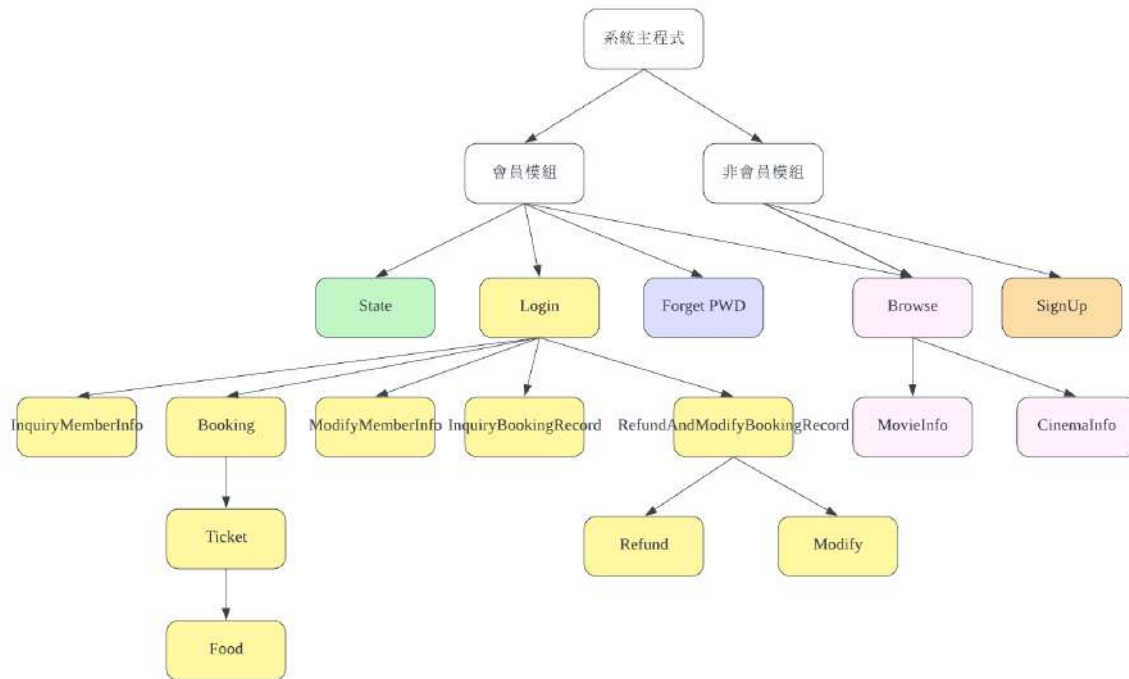 系統主程式
會員模組
非會員模組
State
Login
Forget PWD
Browse
SignUp
InquiryMemberInfo
Booking
ModifyMemberInfo
InquiryBookingRecord
RefundAndModifyBookingRecord
MovieInfo
CinemaInfo
Ticket
Refund
Modify
Food